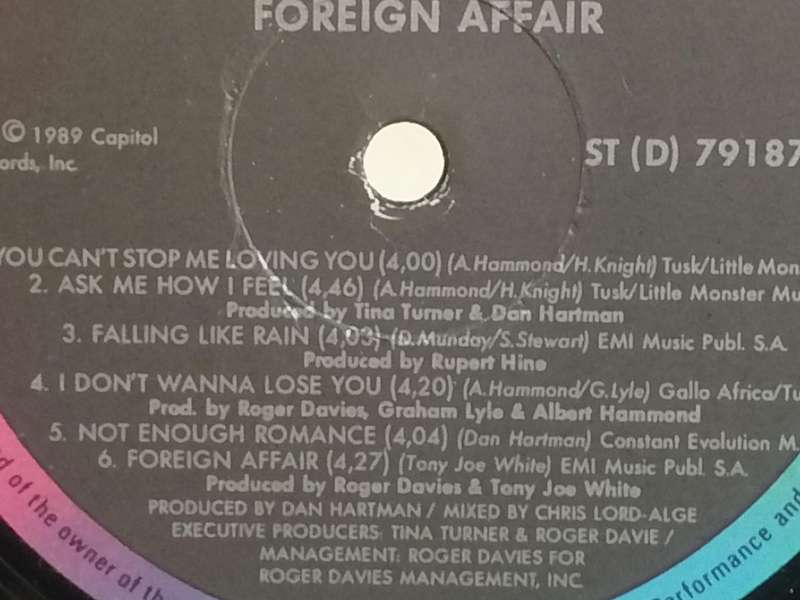 FOREIGN AFFAIR
© 1989 Capitol
ords, Inc
ST (D) 79187
YOU CAN'T STOP ME LOVING YOU (4,00) (A.Hammond/H.Knight) Tusk/Little Mon
2. ASK ME HOW I FEEL (4,46) (A.Hammond/H.Knight) Tusk/Little Monster Mu
Produced by Tina Turner & Dan Hartman
3. FALLING LIKE RAIN (4,03) (D.Munday/S.Stewart) EMI Music Publ. S.A.
Produced by Rupert Hine
4. I DON'T WANNA LOSE YOU (4,20) (A.Hammond/G.Lyle) Gallo Africa/Tu
Prod. by Roger Davies, Graham Lyle & Albert Hammond
5. NOT ENOUGH ROMANCE (4,04) (Dan Hartman) Constant Evolution M.
6. FOREIGN AFFAIR (4,27) (Tony Joe White) EMI Music Publ. S.A.
Produced by Roger Davies & Tony Joe White
PRODUCED BY DAN HARTMAN / MIXED BY CHRIS LORD-ALGE
EXECUTIVE PRODUCERS: TINA TURNER & ROGER DAVIE /
MANAGEMENT: ROGER DAVIES FOR
ROGER DAVIES MANAGEMENT, INC
d of the owner of th
Performance and